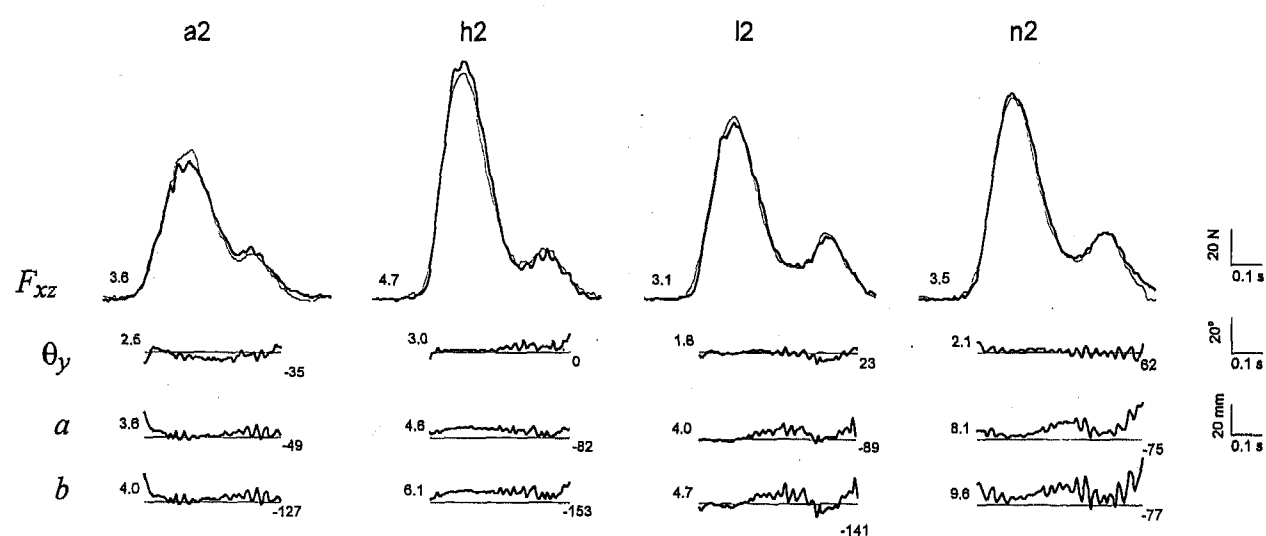 a2 h2 l2 n2
F_xz 3.6 4.7 3.1 3.5 20 N 0.1 s
θ_y 2.6 -35 3.0 0 1.8 23 2.1 62 20° 0.1 s
a 3.8 -49 4.8 -82 4.0 -89 8.1 -75 20 mm 0.1 s
b 4.0 -127 6.1 -153 4.7 -141 9.6 -77